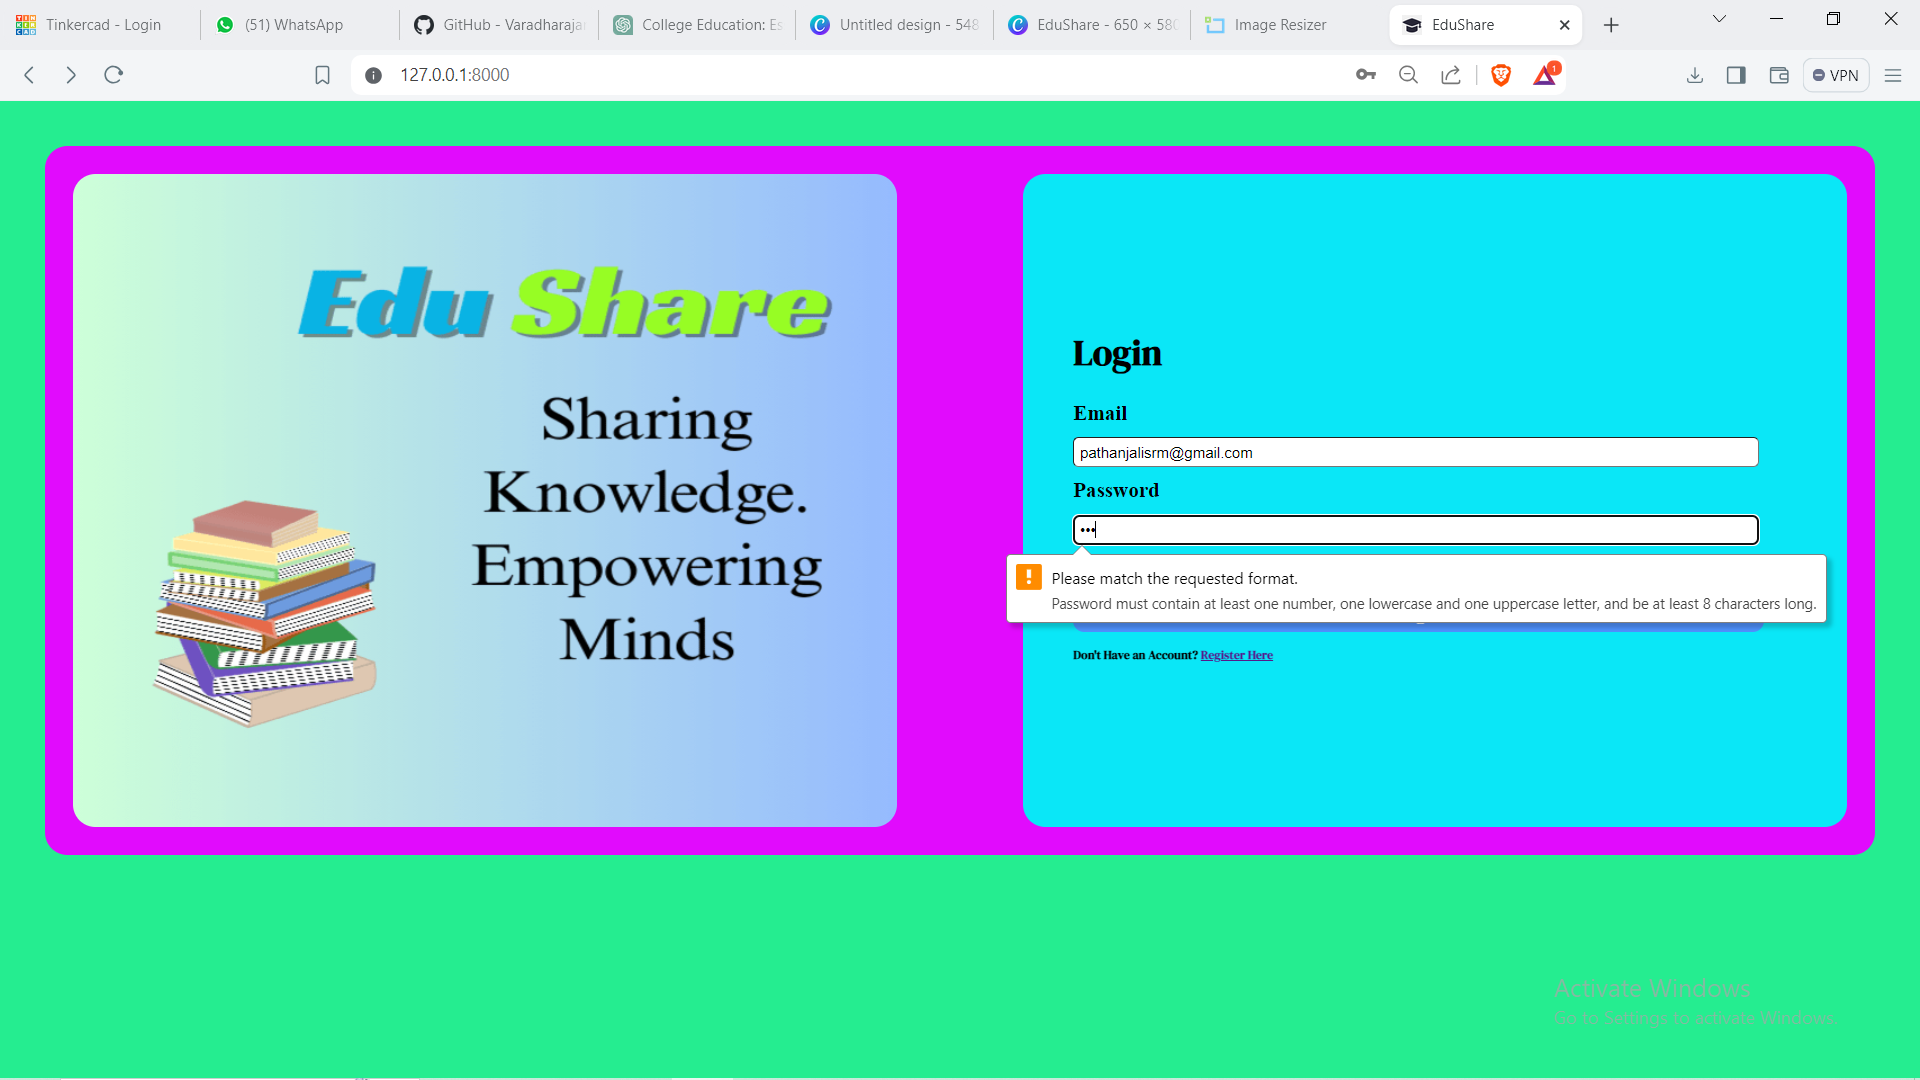 Tinkercad - Login
(51) WhatsApp
GitHub - Varadharaja
College Education: Es
Untitled design - 548
EduShare - 650 × 580
Image Resizer
EduShare
127.0.0.1:8000
1
VPN
Edu Share
Sharing
Knowledge.
Empowering
Minds
Login
Email
pathanjalisrm@gmail.com
Password
Please match the requested format.
Password must contain at least one number, one lowercase and one uppercase letter, and be at least 8 characters long.
Don't Have an Account? Register Here
Activate Windows
Go to Settings to activate Windows.